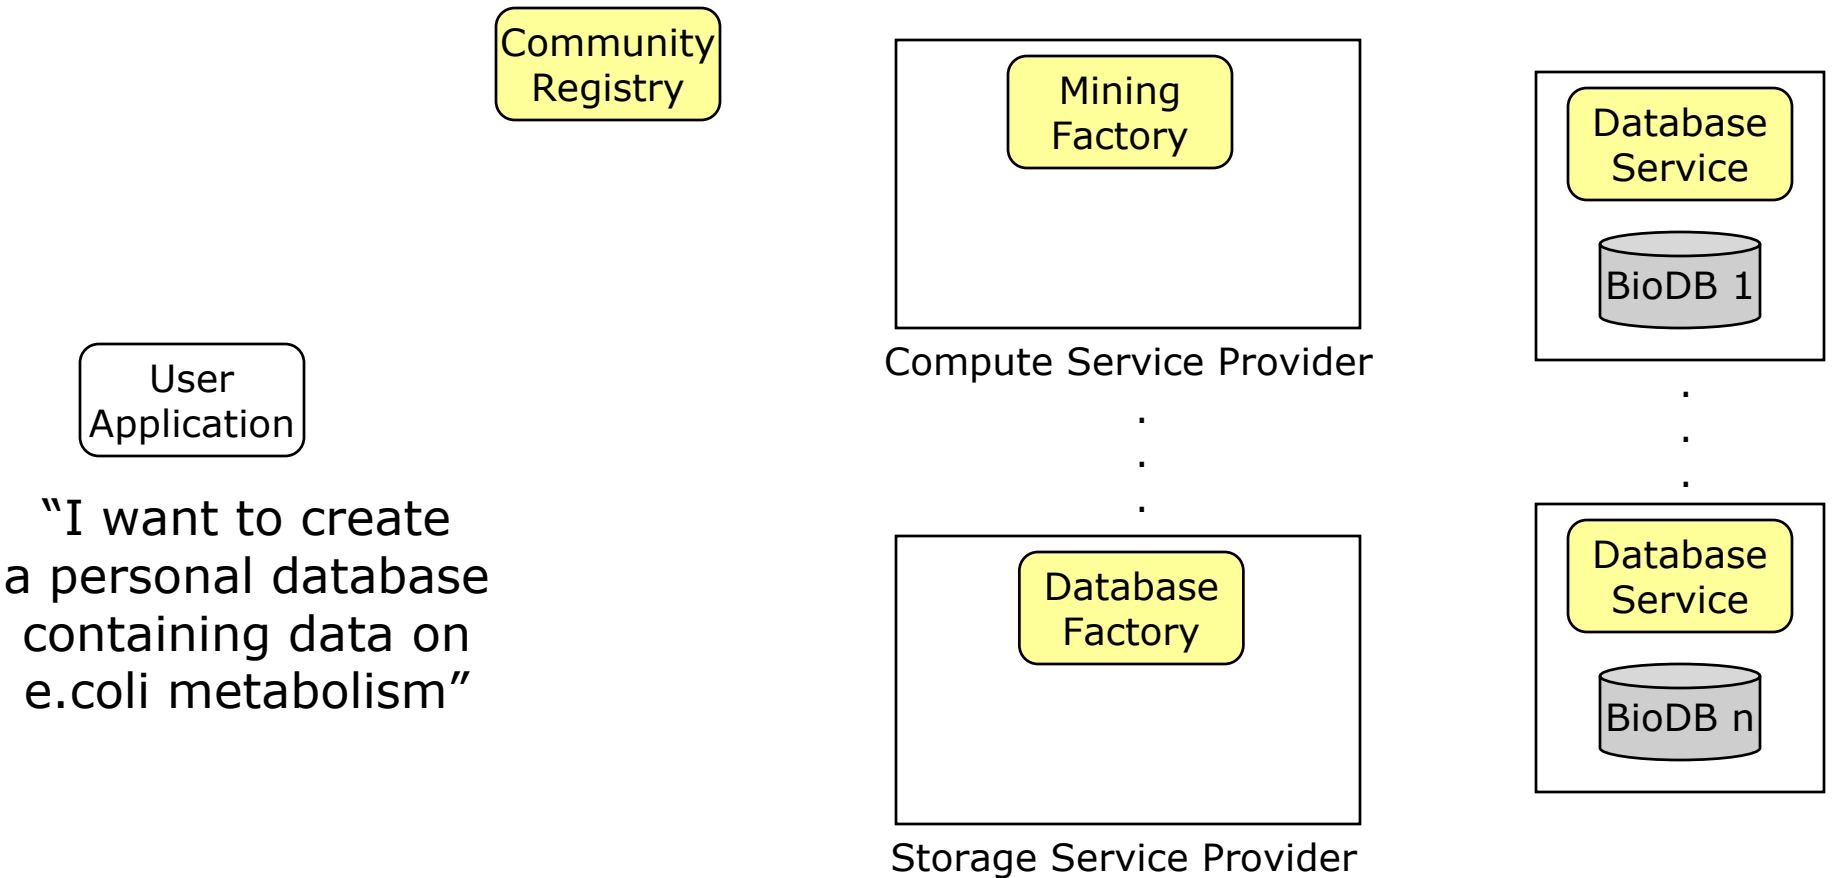 Community
Registry
Mining
Factory
Database
Service
BioDB 1
Compute Service Provider
.
.
.
.
.
.
User
Application
“I want to create
a personal database
containing data on
e.coli metabolism”
Database
Factory
Storage Service Provider
Database
Service
BioDB n